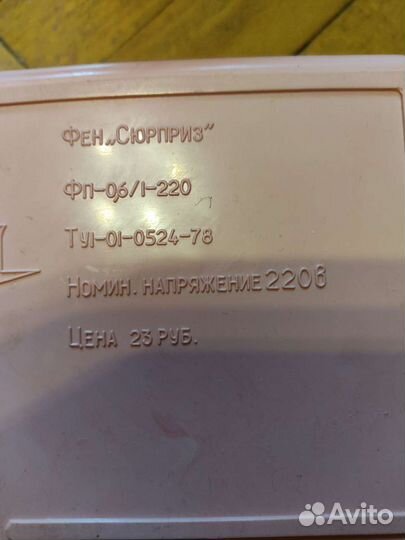 Фен „Сюрприз"
ФП-0,6/1-220
ТУ1-01-0524-78
Номин. напряжение 220в
Цена 23 руб.
Avito